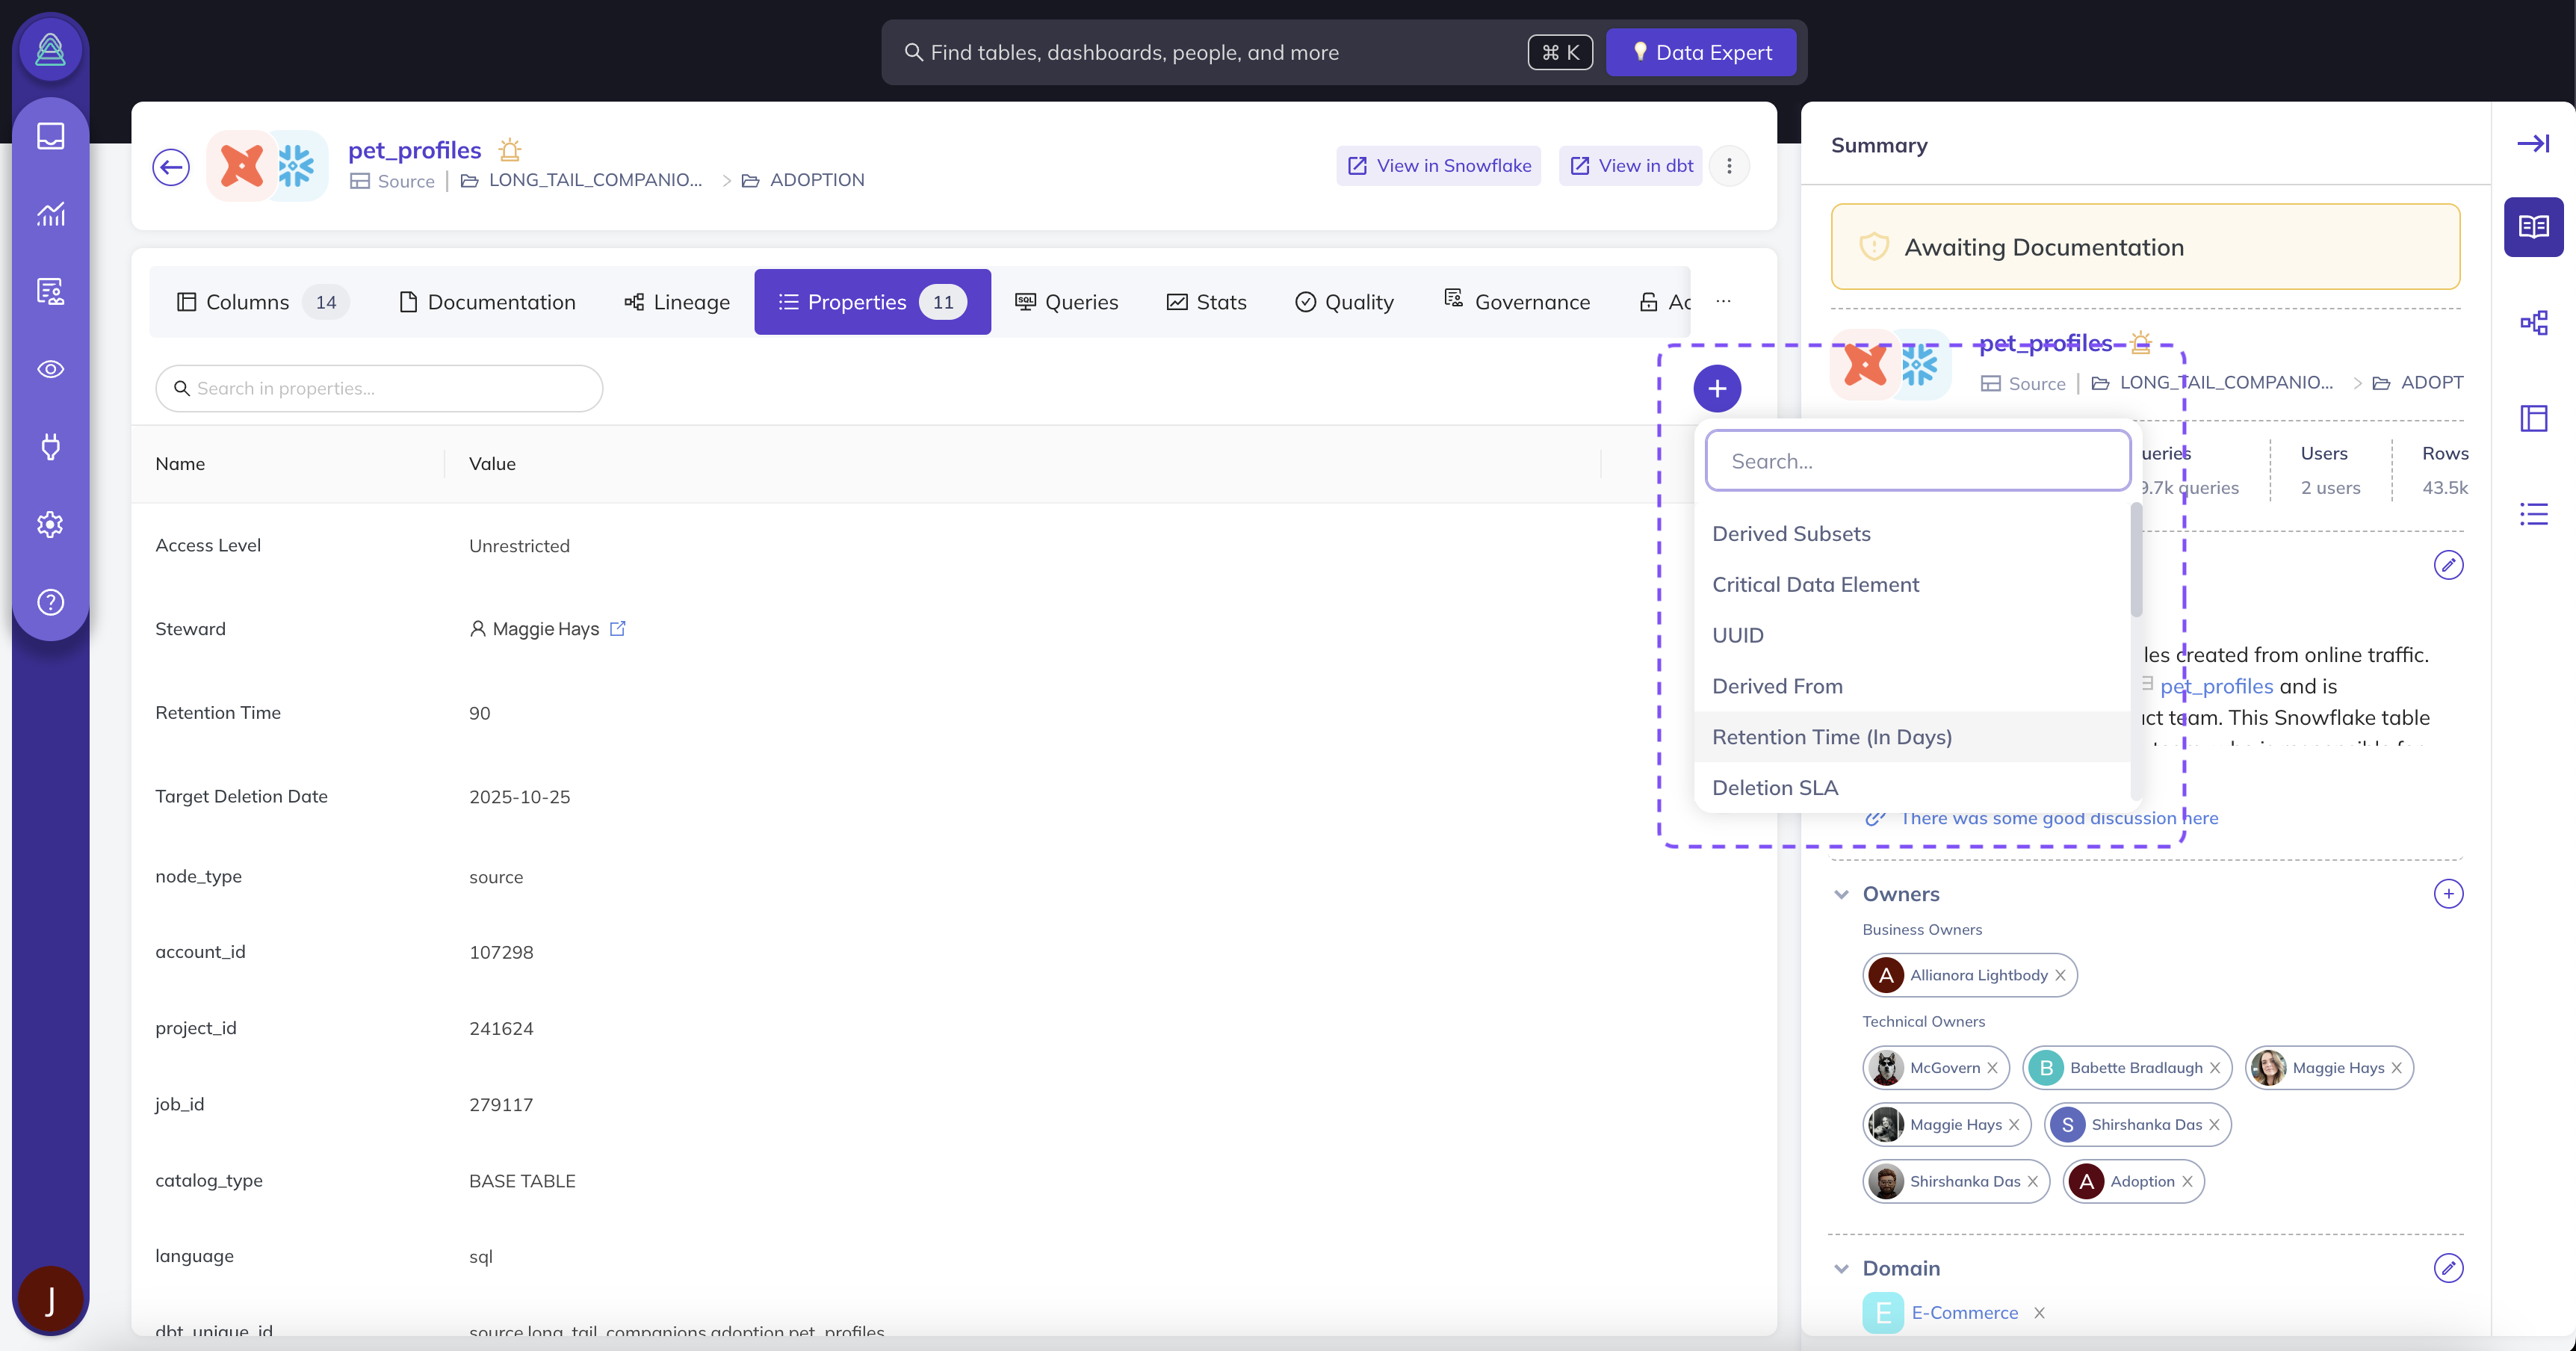 Find tables, dashboards, people, and more
⌘ K
Data Expert
pet_profiles
Source
LONG_TAIL_COMPANIO...
ADOPTION
View in Snowflake
View in dbt
Columns 14
Documentation
Lineage
Properties 11
Queries
Stats
Quality
Governance
Ac
...
Search in properties...
Name
Value
Access Level
Unrestricted
Steward
Maggie Hays
Retention Time
90
Target Deletion Date
2025-10-25
node_type
source
account_id
107298
project_id
241624
job_id
279117
catalog_type
BASE TABLE
language
sql
dbt_unique_id
source.long_tail_companions.adoption.pet_profiles
J
Search...
Derived Subsets
Critical Data Element
UUID
Derived From
Retention Time (In Days)
Deletion SLA
Summary
Awaiting Documentation
pet_profiles
Source
LONG_TAIL_COMPANIO...
ADOPT
ueries
9.7k queries
Users
2 users
Rows
43.5k
les created from online traffic.
pet_profiles and is
ct team. This Snowflake table
There was some good discussion here
Owners
Business Owners
A Allianora Lightbody
Technical Owners
McGovern
B Babette Bradlaugh
Maggie Hays
Maggie Hays
S Shirshanka Das
Shirshanka Das
A Adoption
Domain
E E-Commerce